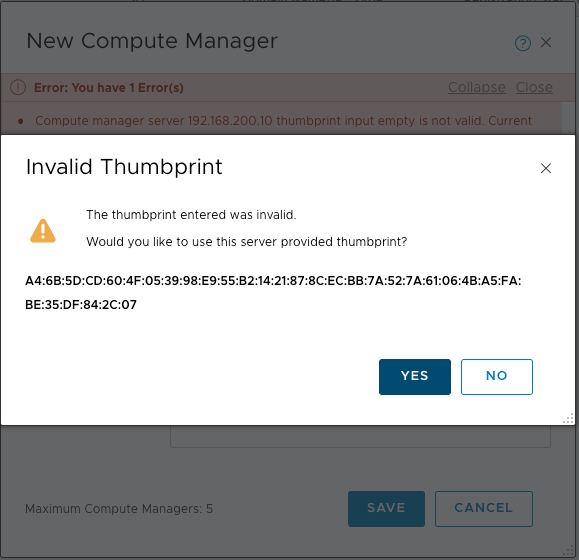 New Compute Manager
Error: You have 1 Error(s)
Collapse Close
Compute manager server 192.168.200.10 thumbprint input empty is not valid. Current
Invalid Thumbprint
The thumbprint entered was invalid.
Would you like to use this server provided thumbprint?
A4:6B:5D:CD:60:4F:05:39:98:E9:55:B2:14:21:87:8C:EC:BB:7A:52:7A:61:06:4B:A5:FA:
BE:35:DF:84:2C:07
YES NO
Maximum Compute Managers: 5
SAVE CANCEL